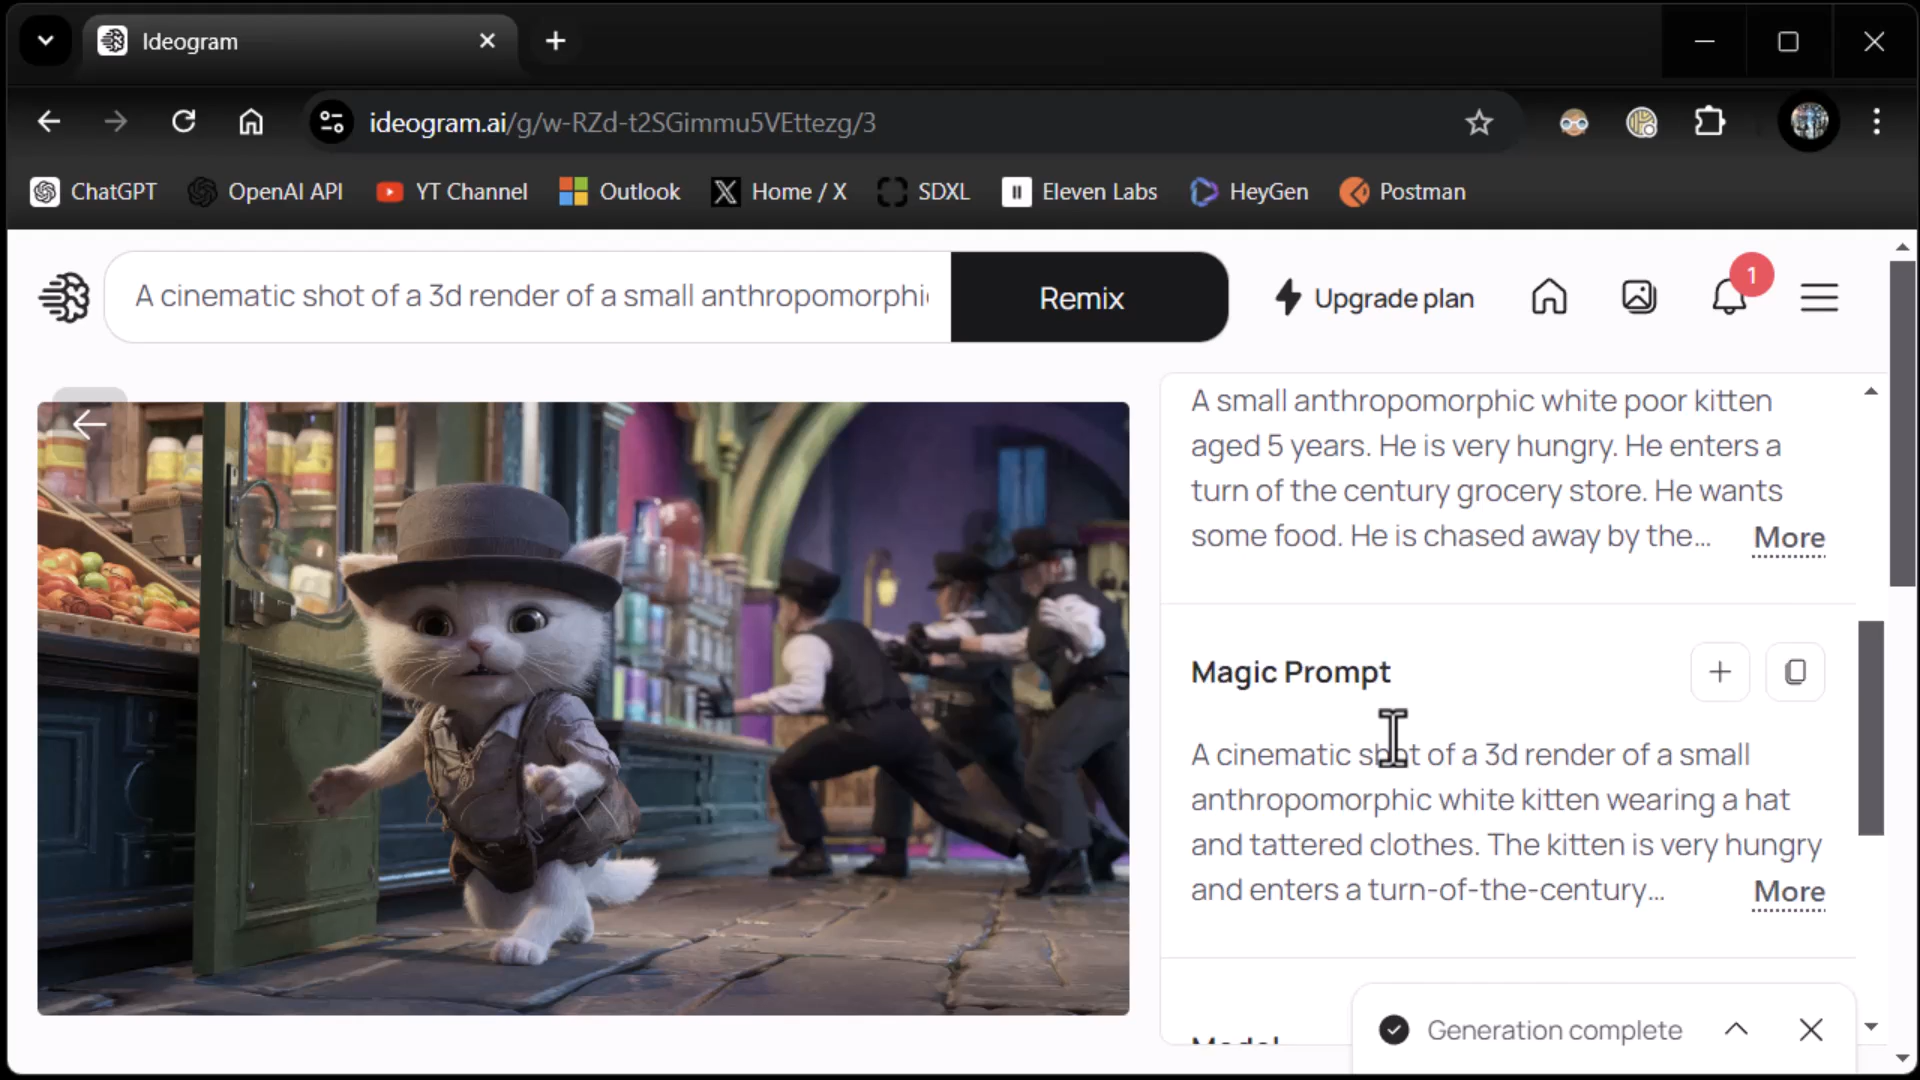 Ideogram
ideogram.ai/g/w-RZd-t2SGimmu5VEttezg/3
ChatGPT OpenAI API YT Channel Outlook Home / X SDXL Eleven Labs HeyGen Postman
A cinematic shot of a 3d render of a small anthropomorphi
Remix
Upgrade plan
1
A small anthropomorphic white poor kitten
aged 5 years. He is very hungry. He enters a
turn of the century grocery store. He wants
some food. He is chased away by the... More
Magic Prompt
A cinematic shot of a 3d render of a small
anthropomorphic white kitten wearing a hat
and tattered clothes. The kitten is very hungry
and enters a turn-of-the-century... More
Model
Generation complete